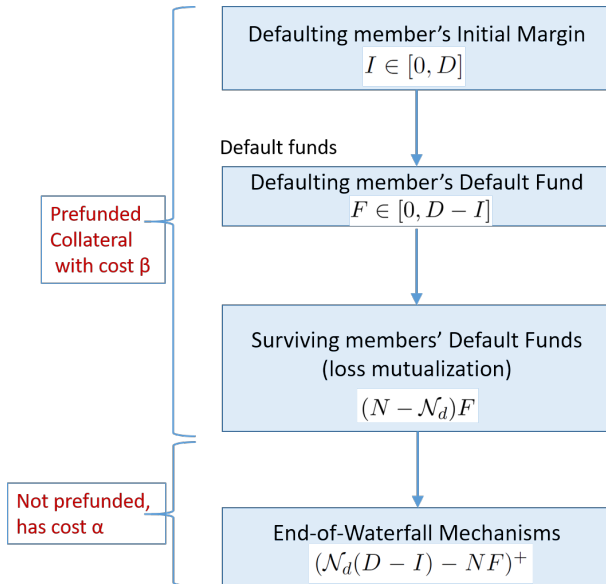 Defaulting member's Initial Margin
I ∈ [0, D]
Default funds
Defaulting member's Default Fund
F ∈ [0, D − I]
Prefunded
Collateral
with cost β
Surviving members' Default Funds
(loss mutualization)
(N − 𝒩_d)F
Not prefunded,
has cost α
End-of-Waterfall Mechanisms
(𝒩_d(D − I) − NF)⁺